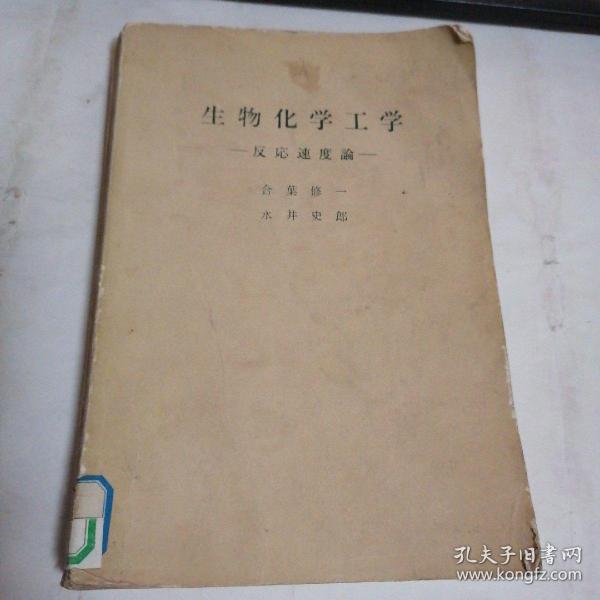 生物化学工学
—反応速度論—
合葉修一
永井史郎
孔夫子旧书网
www.kongfz.com